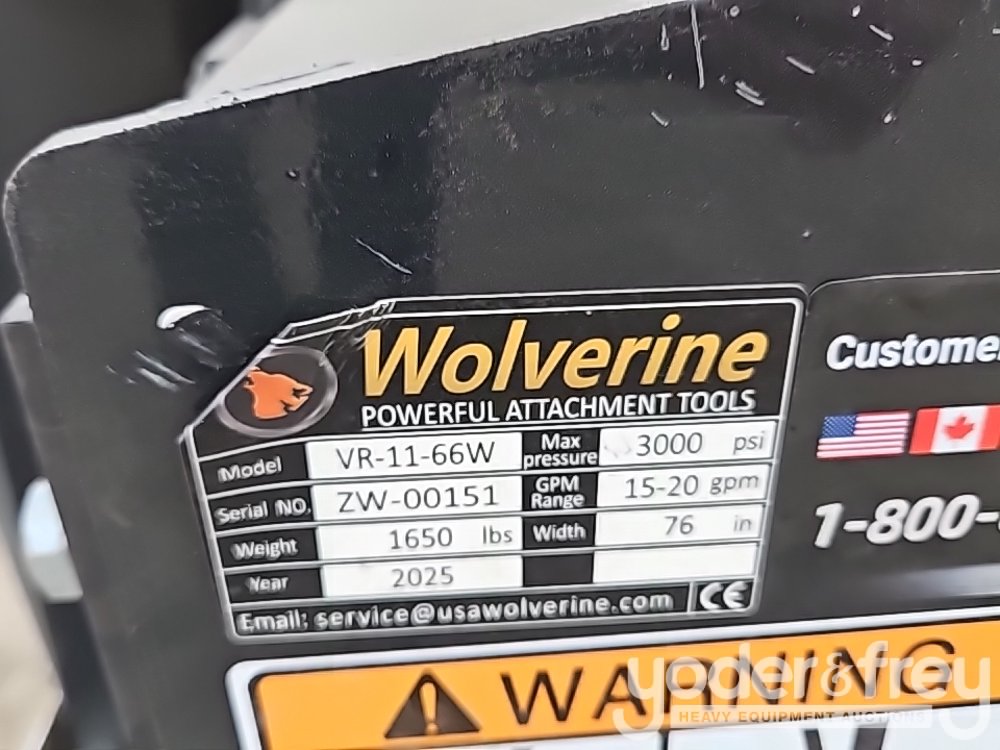 Wolverine
POWERFUL ATTACHMENT TOOLS
Model VR-11-66W Max pressure 3000 psi
Serial NO. ZW-00151 GPM Range 15-20 gpm
Weight 1650 lbs Width 76 in
Year 2025
Email: service@usawolverine.com CE
Custome
1-800-
WARNING
yoder&frey
HEAVY EQUIPMENT AUCTIONS